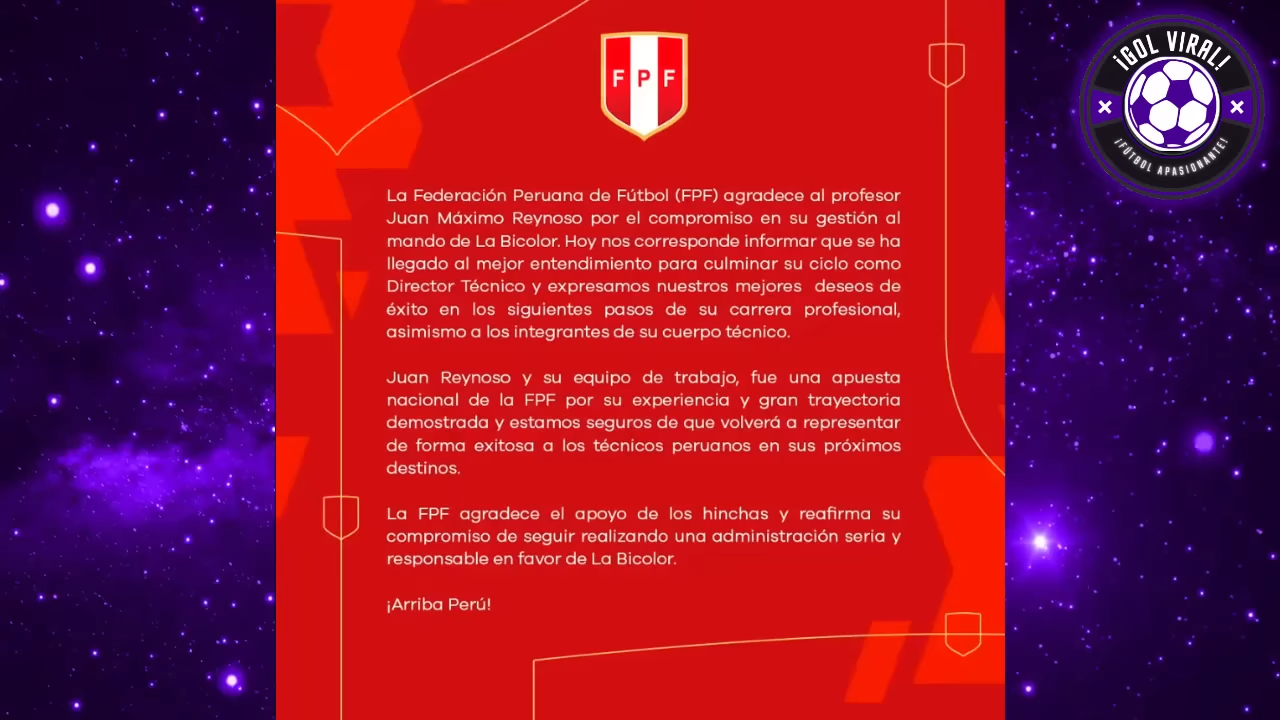 F P F
¡GOL VIRAL!
¡FÚTBOL APASIONANTE!
La Federación Peruana de Fútbol (FPF) agradece al profesor
Juan Máximo Reynoso por el compromiso en su gestión al
mando de La Bicolor. Hoy nos corresponde informar que se ha
llegado al mejor entendimiento para culminar su ciclo como
Director Técnico y expresamos nuestros mejores deseos de
éxito en los siguientes pasos de su carrera profesional,
asimismo a los integrantes de su cuerpo técnico.
Juan Reynoso y su equipo de trabajo, fue una apuesta
nacional de la FPF por su experiencia y gran trayectoria
demostrada y estamos seguros de que volverá a representar
de forma exitosa a los técnicos peruanos en sus próximos
destinos.
La FPF agradece el apoyo de los hinchas y reafirma su
compromiso de seguir realizando una administración seria y
responsable en favor de La Bicolor.
¡Arriba Perú!